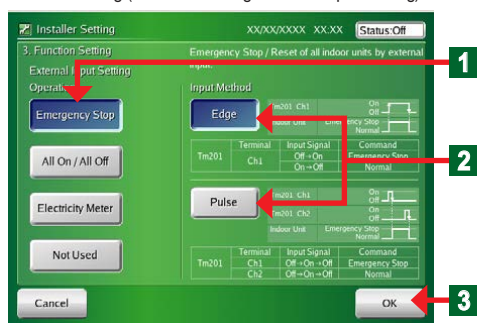 Installer Setting XX/XX/XXXX XX:XX Status:Off
3. Function Setting
Emergency Stop / Reset of all indoor units by external
input.
External Input Setting
Input Method
Emergency Stop
All On / All Off
Electricity Meter
Not Used
Edge
Tm201 Ch1 On
Off
Indoor Unit Emergency Stop
Normal
Terminal Input Signal Command
Tm201 Ch1 Off→On Emergency Stop
On→Off Normal
Pulse
Tm201 Ch1 On
Off
Tm201 Ch2 On
Off
Indoor Unit Emergency Stop
Normal
Terminal Input Signal Command
Tm201 Ch1 Off→On→Off Emergency Stop
Ch2 Off→On→Off Normal
Cancel
OK
1
2
3